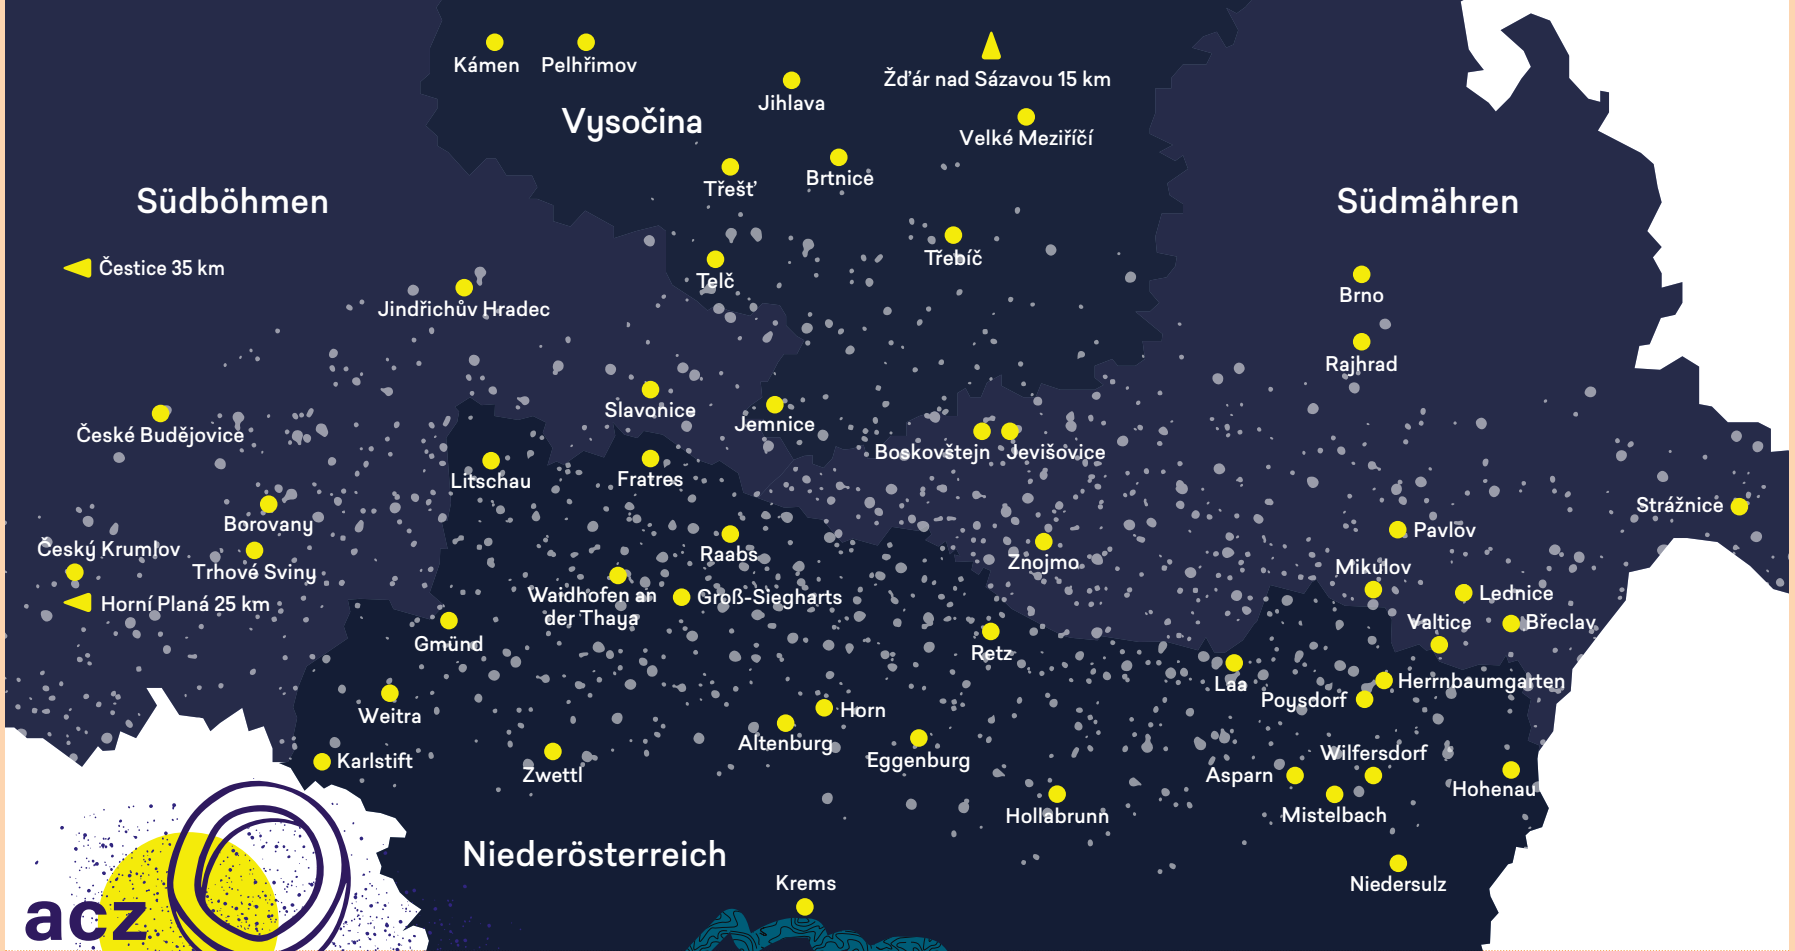 Kámen
Pelhřimov
Žďár nad Sázavou 15 km
Jihlava
Vysočina
Velké Meziříčí
Třešť
Brtnice
Südböhmen
Südmähren
Čestice 35 km
Telč
Třebíč
Jindřichův Hradec
Brno
Rajhrad
Slavonice
Jemnice
České Budějovice
Boskovštejn
Jevišovice
Litschau
Fratres
Strážnice
Borovany
Pavlov
Český Krumlov
Raabs
Znojmo
Trhové Sviny
Mikulov
Horní Planá 25 km
Waidhofen an
der Thaya
Groß-Siegharts
Lednice
Valtice
Břeclav
Gmünd
Retz
Laa
Herrnbaumgarten
Poysdorf
Weitra
Horn
Altenburg
Eggenburg
Wilfersdorf
Karlstift
Zwettl
Asparn
Hohenau
Hollabrunn
Mistelbach
Niederösterreich
Krems
Niedersulz
acz